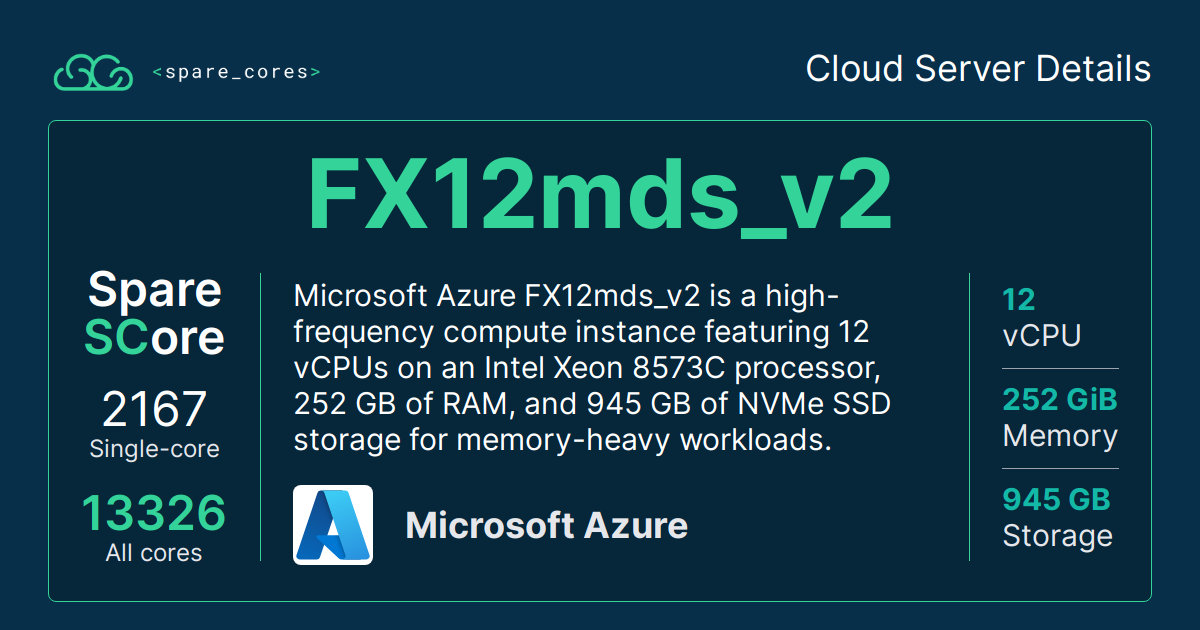 <spare_cores>
Cloud Server Details
FX12mds_v2
Spare
SCore
2167
Single-core
13326
All cores
Microsoft Azure FX12mds_v2 is a high-
frequency compute instance featuring 12
vCPUs on an Intel Xeon 8573C processor,
252 GB of RAM, and 945 GB of NVMe SSD
storage for memory-heavy workloads.
Microsoft Azure
12
vCPU
252 GiB
Memory
945 GB
Storage